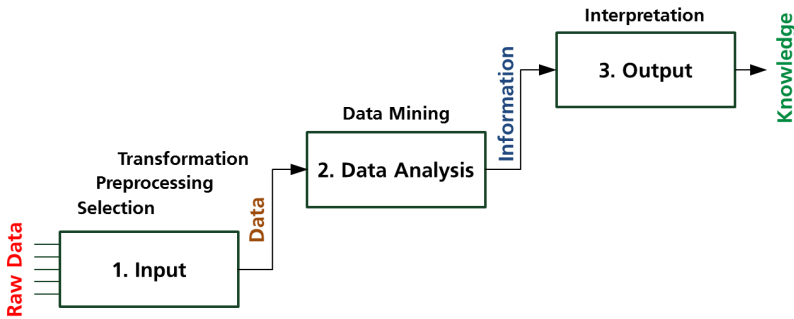 Interpretation
3. Output
Knowledge
Information
Data Mining
2. Data Analysis
Transformation
Preprocessing
Selection
Data
1. Input
Raw Data